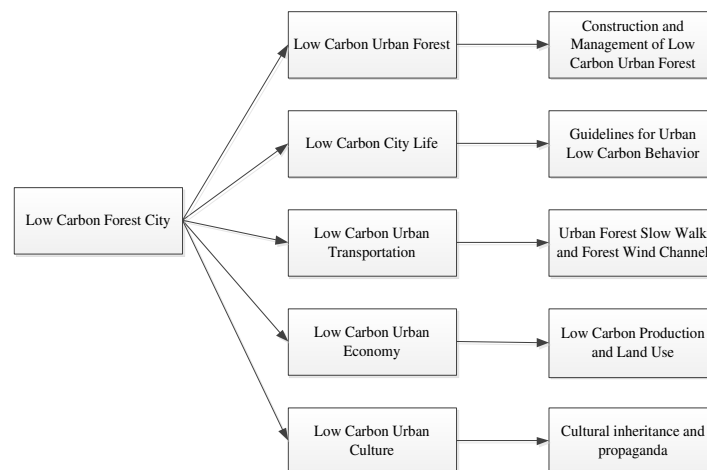 Low Carbon Urban Forest
Construction and
Management of Low
Carbon Urban Forest
Low Carbon City Life
Guidelines for Urban
Low Carbon Behavior
Low Carbon Forest City
Low Carbon Urban
Transportation
Urban Forest Slow Walk
and Forest Wind Channel
Low Carbon Urban
Economy
Low Carbon Production
and Land Use
Low Carbon Urban
Culture
Cultural inheritance and
propaganda